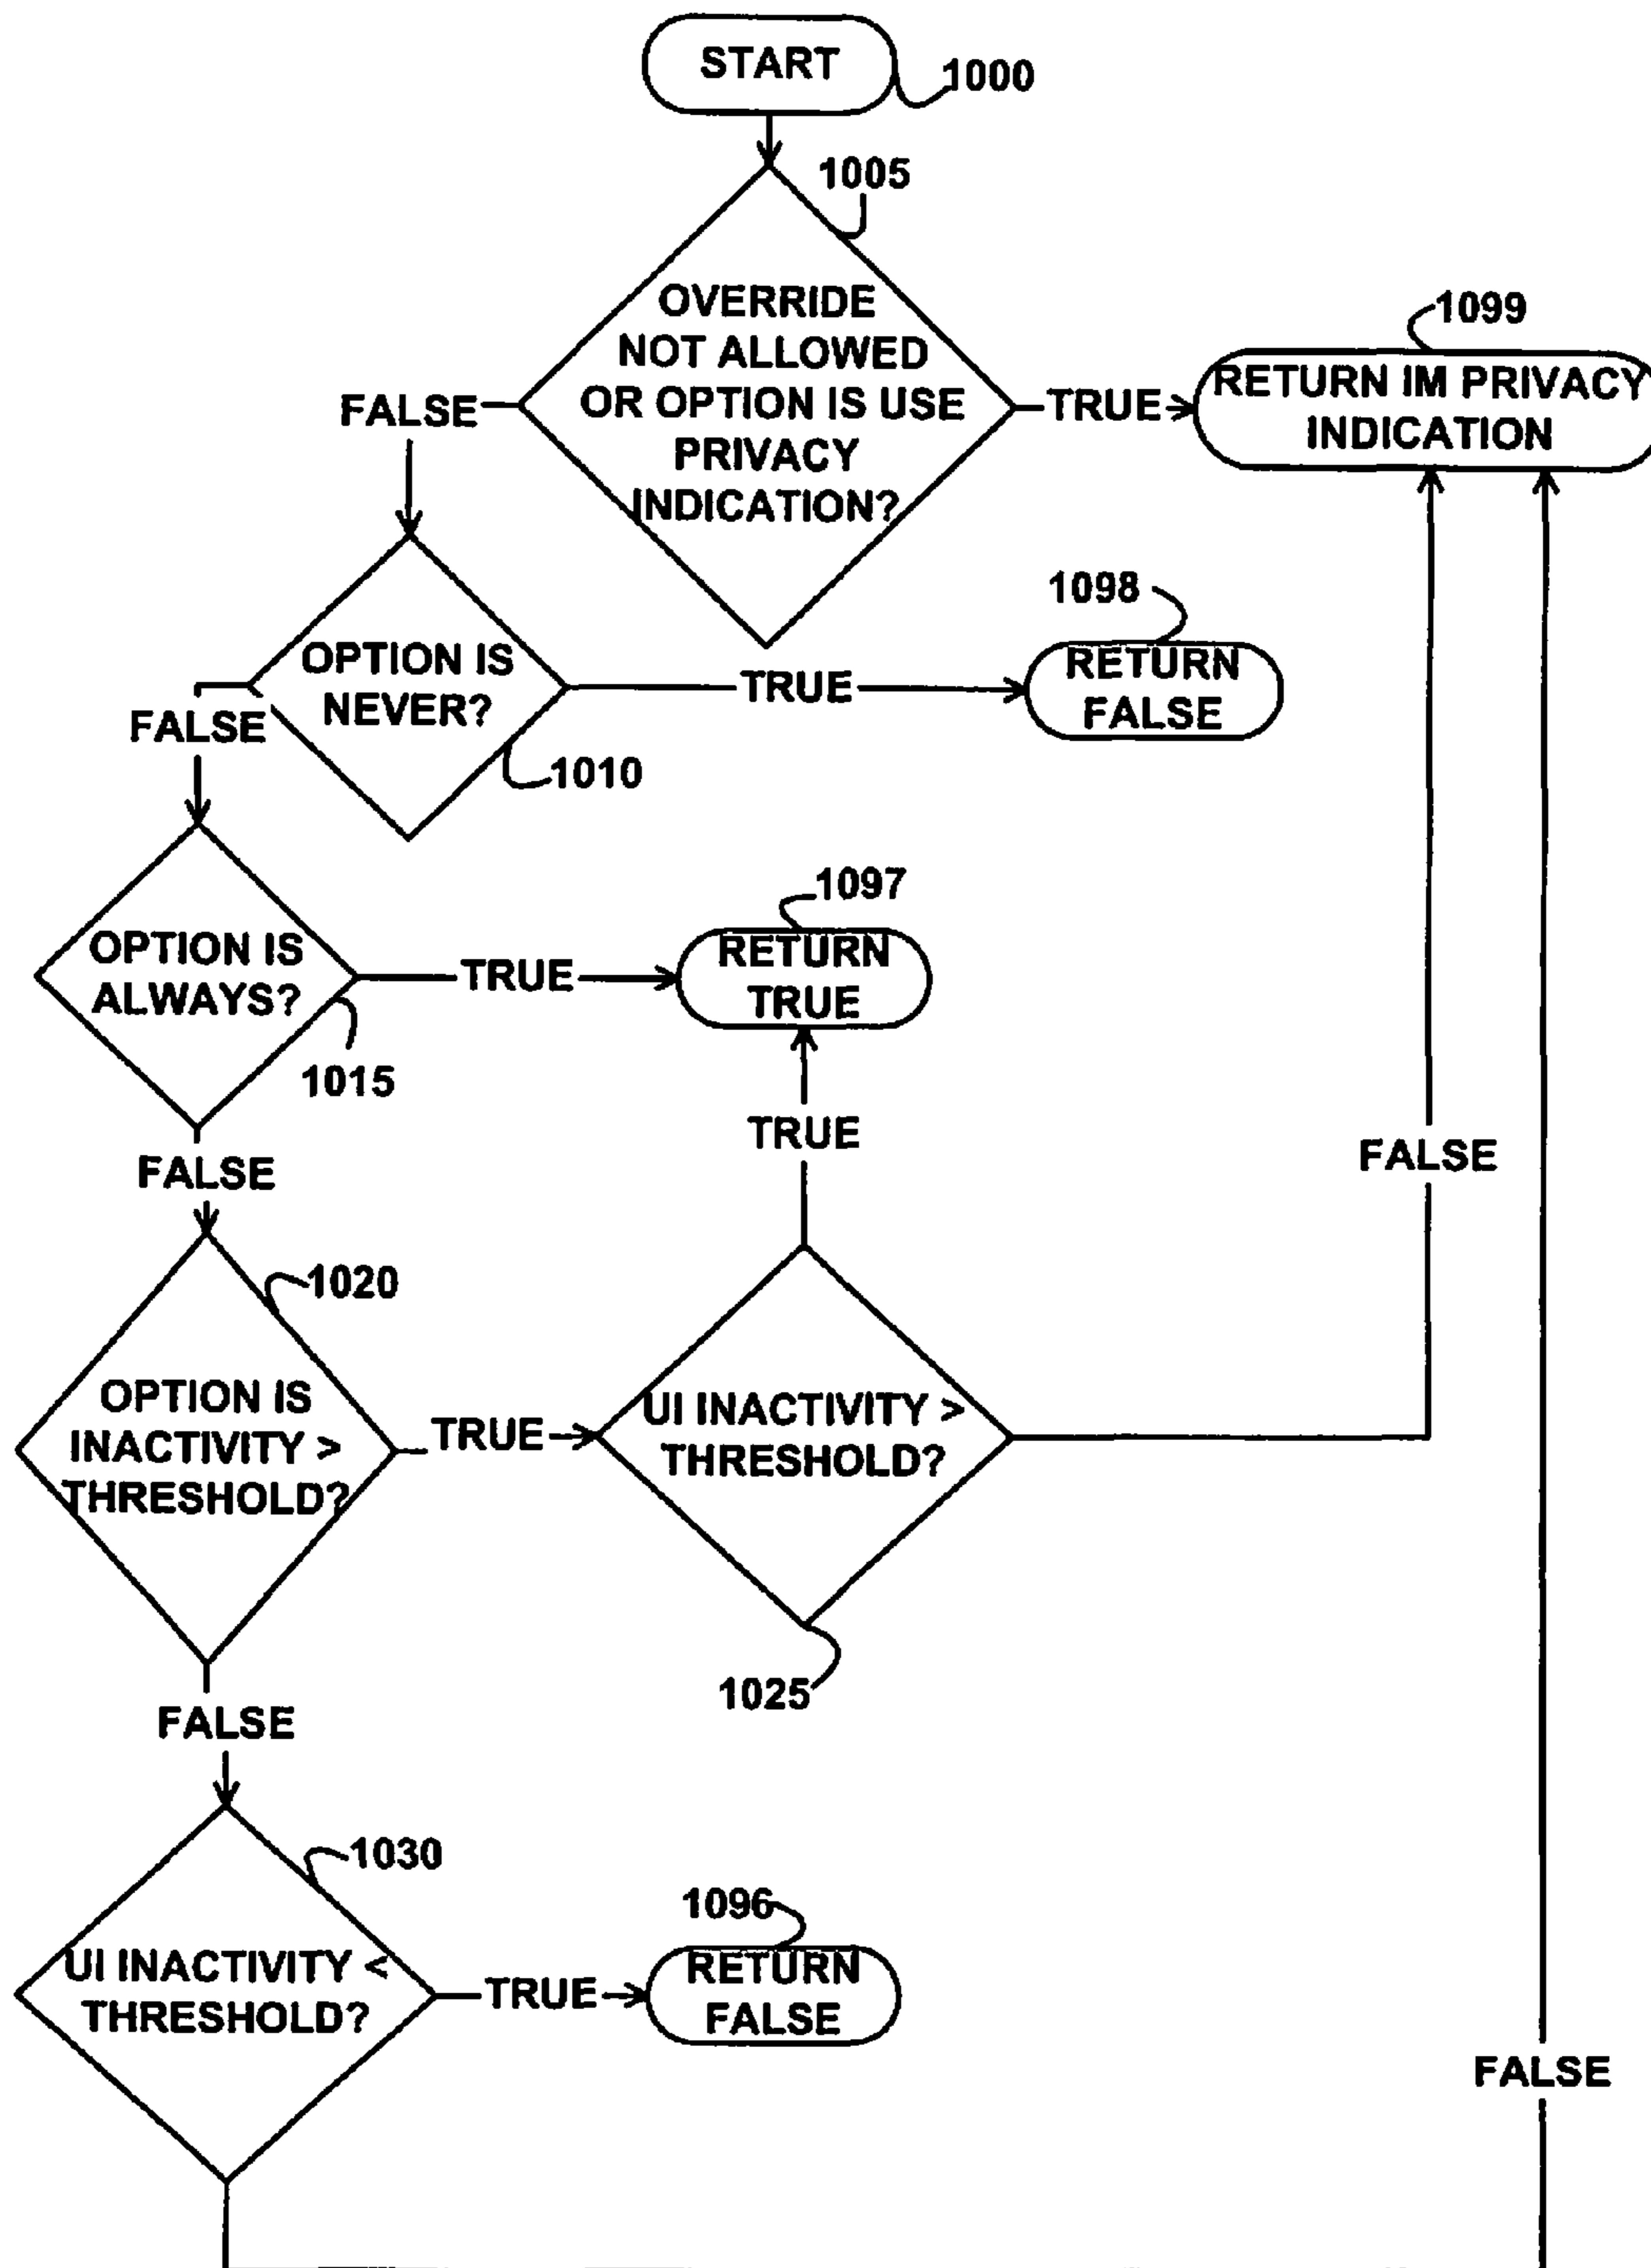 START
1000
1005
OVERRIDE
NOT ALLOWED
OR OPTION IS USE
PRIVACY
INDICATION?
FALSE
TRUE
1099
RETURN IM PRIVACY
INDICATION
OPTION IS
NEVER?
1010
TRUE
1098
RETURN
FALSE
FALSE
OPTION IS
ALWAYS?
1015
TRUE
1097
RETURN
TRUE
FALSE
TRUE
FALSE
1020
OPTION IS
INACTIVITY >
THRESHOLD?
TRUE
UI INACTIVITY >
THRESHOLD?
1025
FALSE
1030
UI INACTIVITY <
THRESHOLD?
TRUE
1096
RETURN
FALSE
FALSE